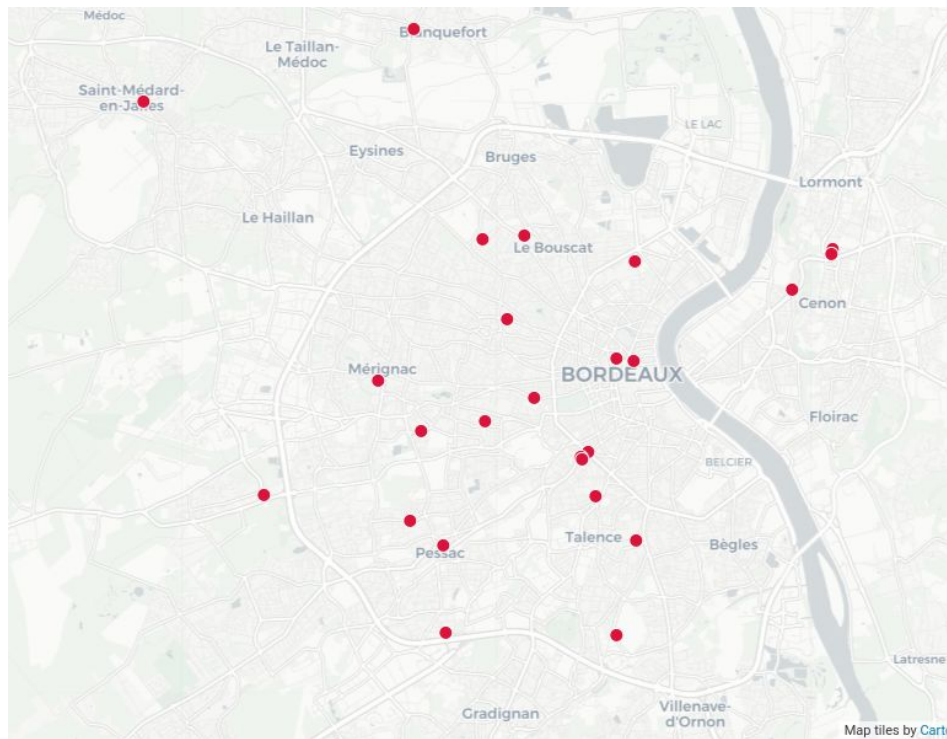 Médoc
Blanquefort
Le Taillan-
Médoc
Saint-Médard-
en-Jalles
LE LAC
Eysines
Bruges
Lormont
Le Haillan
Le Bouscat
Cenon
Mérignac
BORDEAUX
Floirac
BELCIER
Talence
Bègles
Pessac
Latresne
Gradignan
Villenave-
d'Ornon
Map tiles by Cart